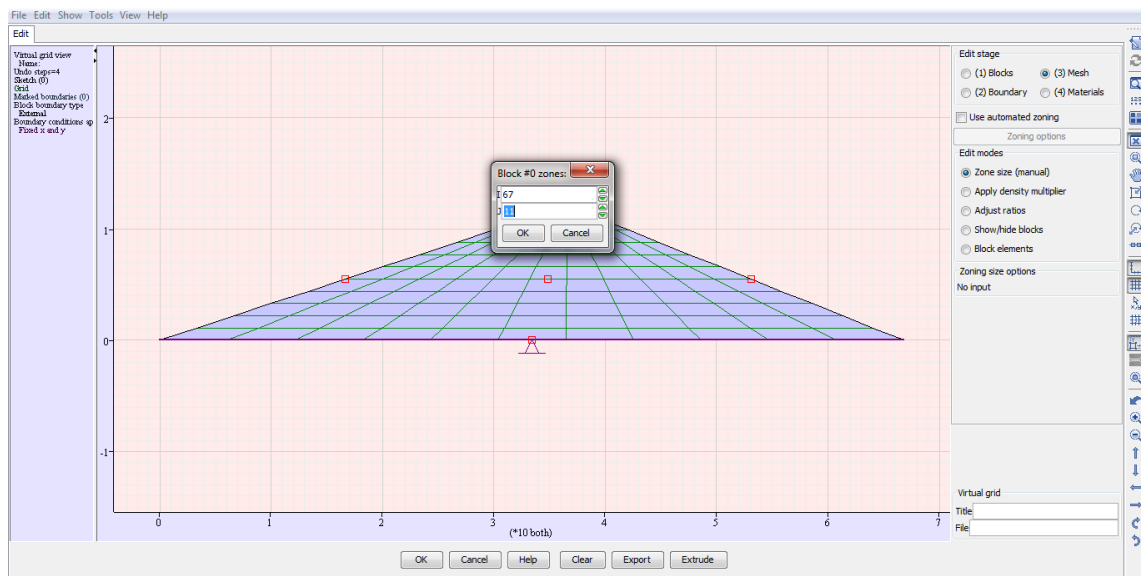 File Edit Show Tools View Help
Edit
Virtual grid view
Name:
Undo steps=4
Sketch (0)
Grid
Marked boundaries (0)
Block boundary type
External
Boundary conditions sp
Fixed x and y
2
1
0
-1
0 1 2 3 4 5 6 7
(*10 both)
Block #0 zones:
I 67
J 11
OK Cancel
Edit stage
(1) Blocks (3) Mesh
(2) Boundary (4) Materials
Use automated zoning
Zoning options
Edit modes
Zone size (manual)
Apply density multiplier
Adjust ratios
Show/hide blocks
Block elements
Zoning size options
No input
Virtual grid
Title
File
OK Cancel Help Clear Export Extrude